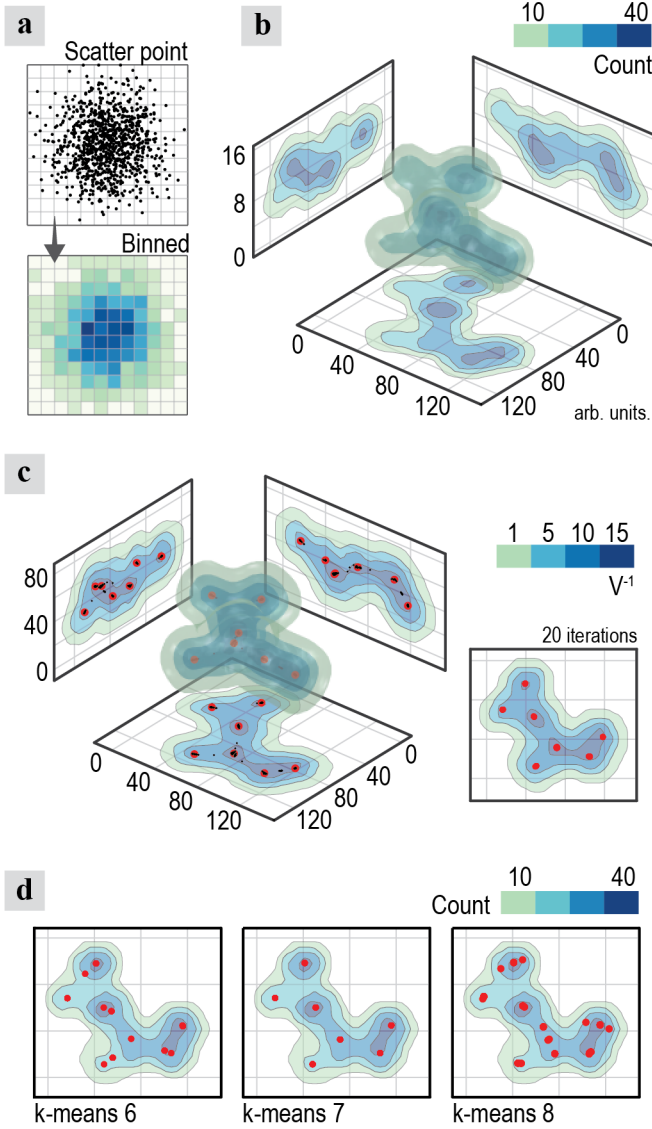 a
Scatter point
Binned
b
10 40
Count
16
8
0
0
40
80
120
0
40
80
120
arb. units.
c
80
40
0
0
40
80
120
0
40
80
120
1 5 10 15
V⁻¹
20 iterations
d
Count
10 40
k-means 6
k-means 7
k-means 8